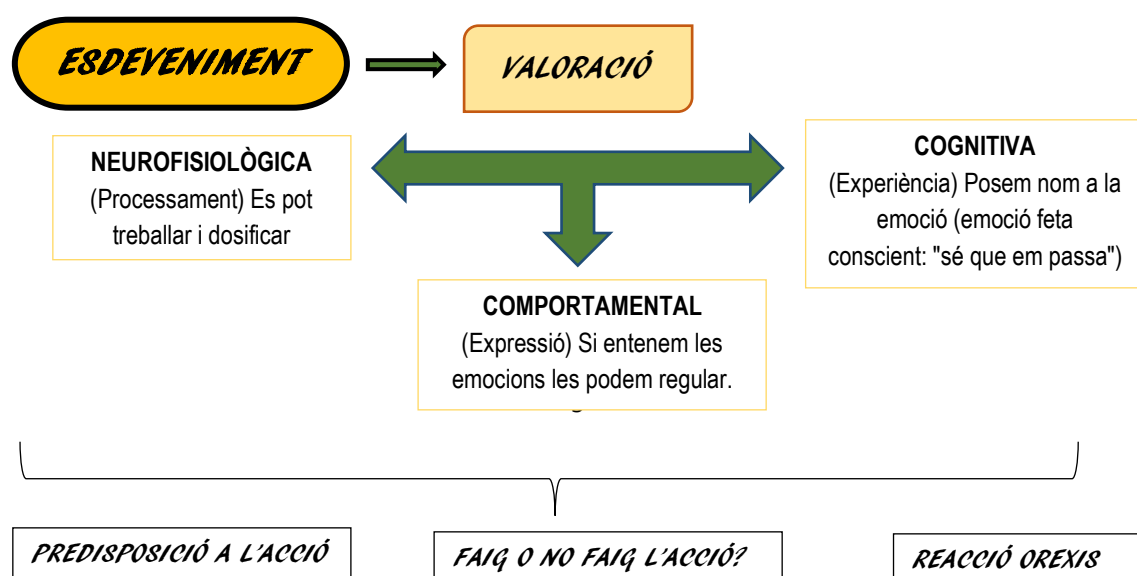 ESDEVENIMENT
VALORACIÓ
NEUROFISIOLÒGICA
(Processament) Es pot
treballar i dosificar
COGNITIVA
(Experiència) Posem nom a la
emoció (emoció feta
conscient: "sé que em passa")
COMPORTAMENTAL
(Expressió) Si entenem les
emocions les podem regular.
PREDISPOSICIÓ A L'ACCIÓ
FAIG O NO FAIG L'ACCIÓ?
REACCIÓ OREXIS